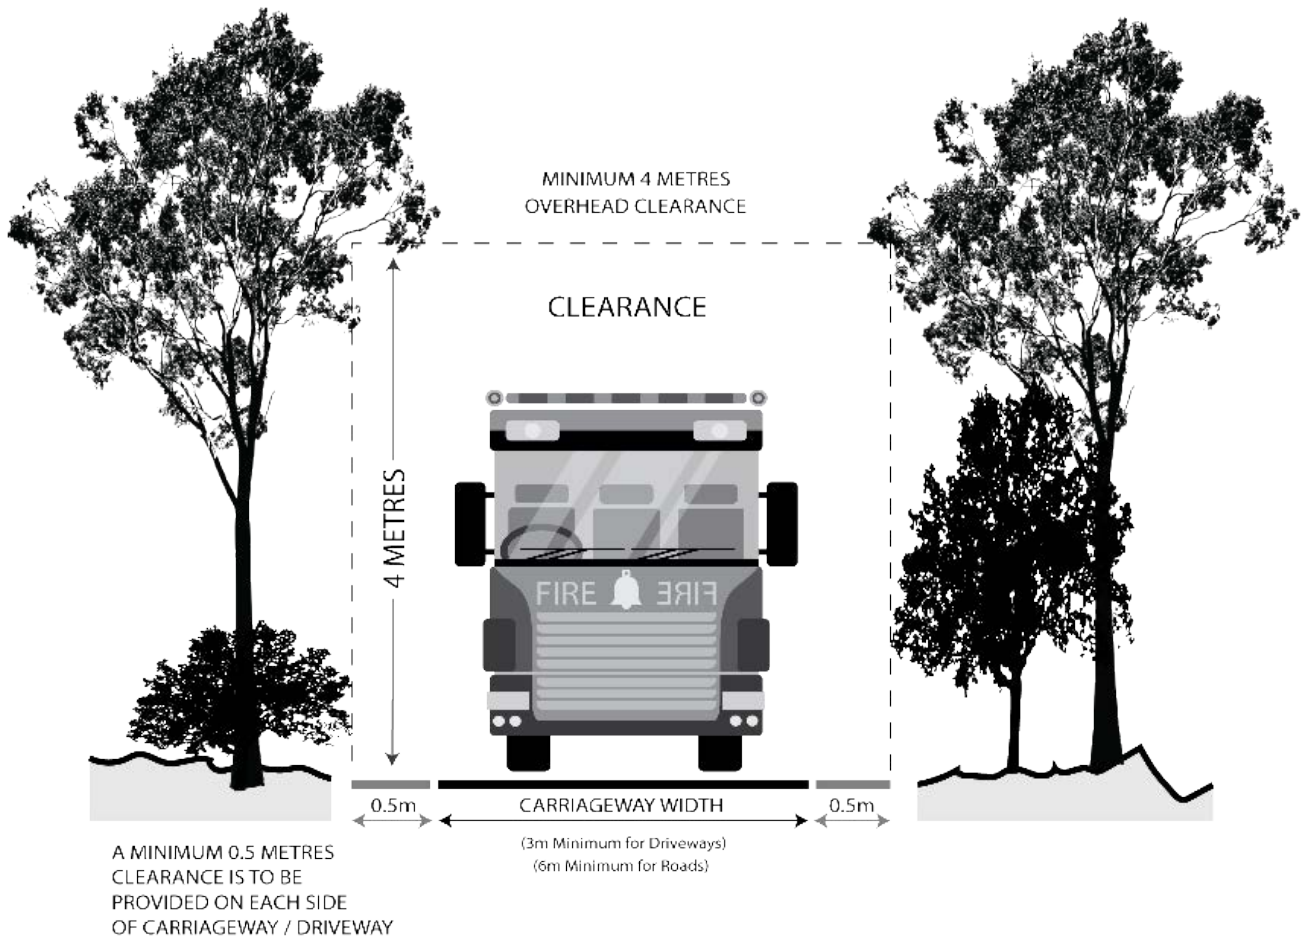 MINIMUM 4 METRES
OVERHEAD CLEARANCE
CLEARANCE
4 METRES
FIRE FIRE
0.5m
CARRIAGEWAY WIDTH
0.5m
(3m Minimum for Driveways)
(6m Minimum for Roads)
A MINIMUM 0.5 METRES
CLEARANCE IS TO BE
PROVIDED ON EACH SIDE
OF CARRIAGEWAY / DRIVEWAY